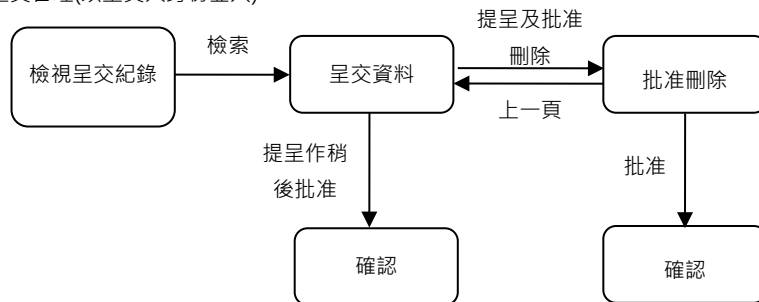 提呈及批准
檢索
刪除
檢視呈交紀錄
呈交資料
批准刪除
上一頁
提呈作稍
後批准
批准
確認
確認